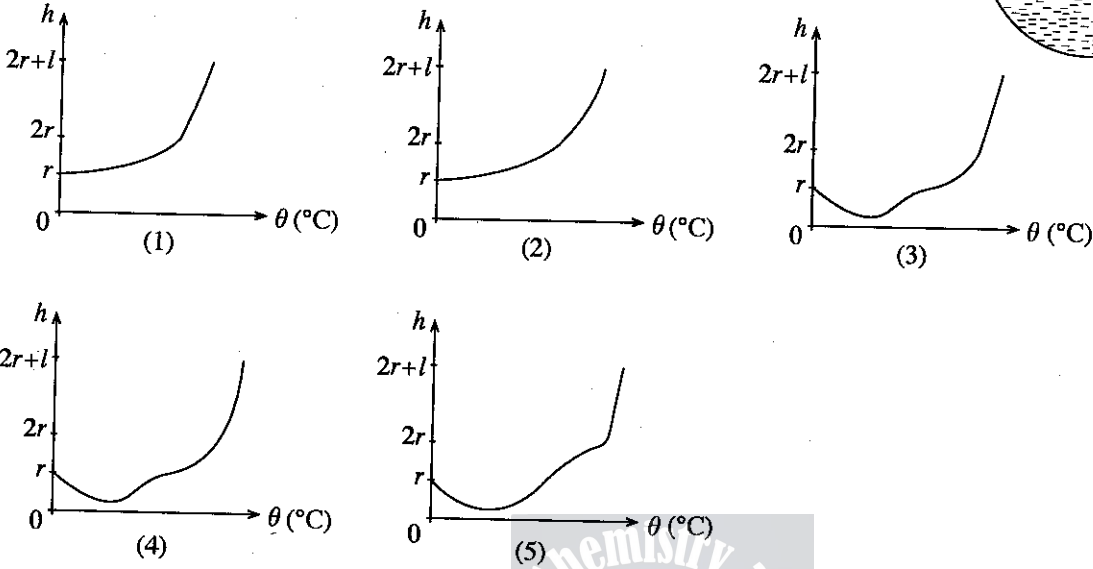 h
2r+l
2r
r
0
θ (°C)
(1)
h
2r+l
2r
r
0
θ (°C)
(2)
h
2r+l
2r
r
0
θ (°C)
(3)
h
2r+l
2r
r
0
θ (°C)
(4)
h
2r+l
2r
r
0
θ (°C)
(5)